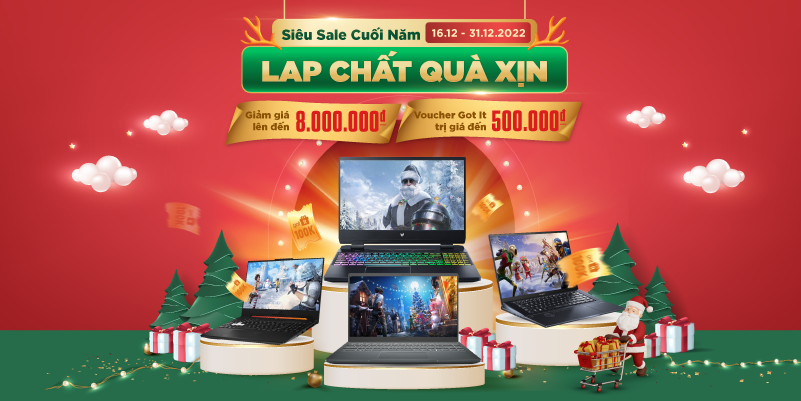 Siêu Sale Cuối Năm
16.12 - 31.12.2022
LAP CHẤT QUÀ XỊN
Giảm giá
lên đến
8.000.000đ
Voucher Got It
trị giá đến
500.000đ
100K